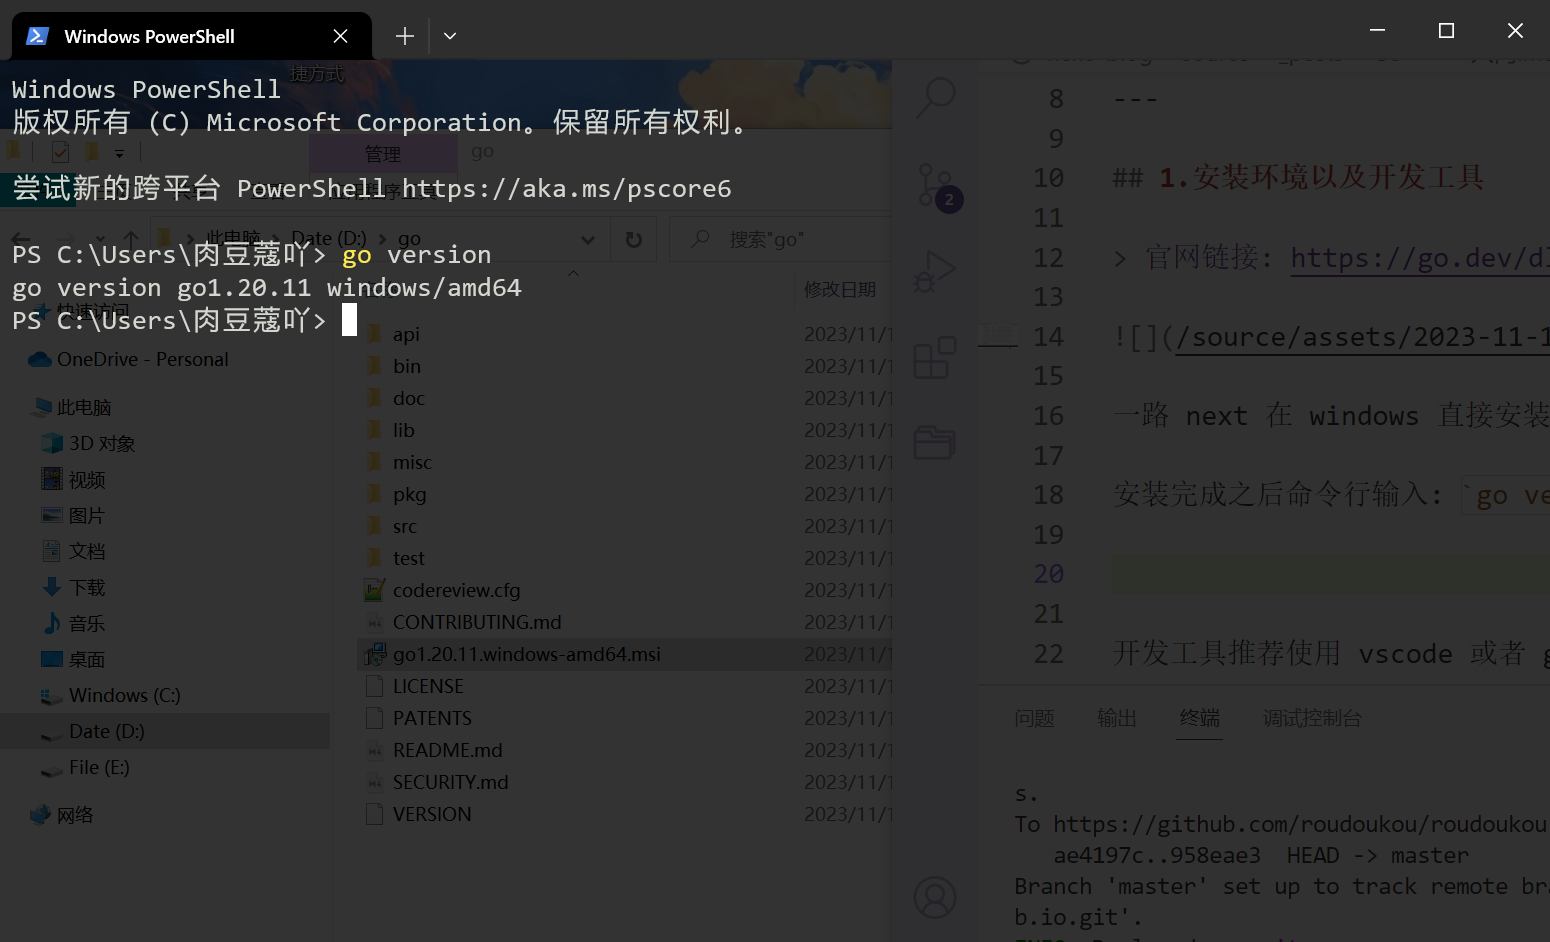 Windows PowerShell
捷方式
Windows PowerShell
版权所有 (C) Microsoft Corporation。保留所有权利。
管理
go
尝试新的跨平台 PowerShell https://aka.ms/pscore6
此电脑
Date (D:)
go
搜索"go"
PS C:\Users\肉豆蔻吖> go version
go version go1.20.11 windows/amd64
PS C:\Users\肉豆蔻吖>
快速访问
OneDrive - Personal
此电脑
3D 对象
视频
图片
文档
下载
音乐
桌面
Windows (C:)
Date (D:)
File (E:)
网络
修改日期
api 2023/11/1
bin 2023/11/1
doc 2023/11/1
lib 2023/11/1
misc 2023/11/1
pkg 2023/11/1
src 2023/11/1
test 2023/11/1
codereview.cfg 2023/11/1
CONTRIBUTING.md 2023/11/1
go1.20.11.windows-amd64.msi 2023/11/1
LICENSE 2023/11/1
PATENTS 2023/11/1
README.md 2023/11/1
SECURITY.md 2023/11/1
VERSION 2023/11/1
2
8 ---
9
10 ## 1.安装环境以及开发工具
11
12 > 官网链接: https://go.dev/dl
13
14 ![](/source/assets/2023-11-1
15
16 一路 next 在 windows 直接安装
17
18 安装完成之后命令行输入: `go ve
19
20
21
22 开发工具推荐使用 vscode 或者 g
问题 输出 终端 调试控制台
s.
To https://github.com/roudoukou/roudoukou
ae4197c..958eae3 HEAD -> master
Branch 'master' set up to track remote bra
b.io.git'.